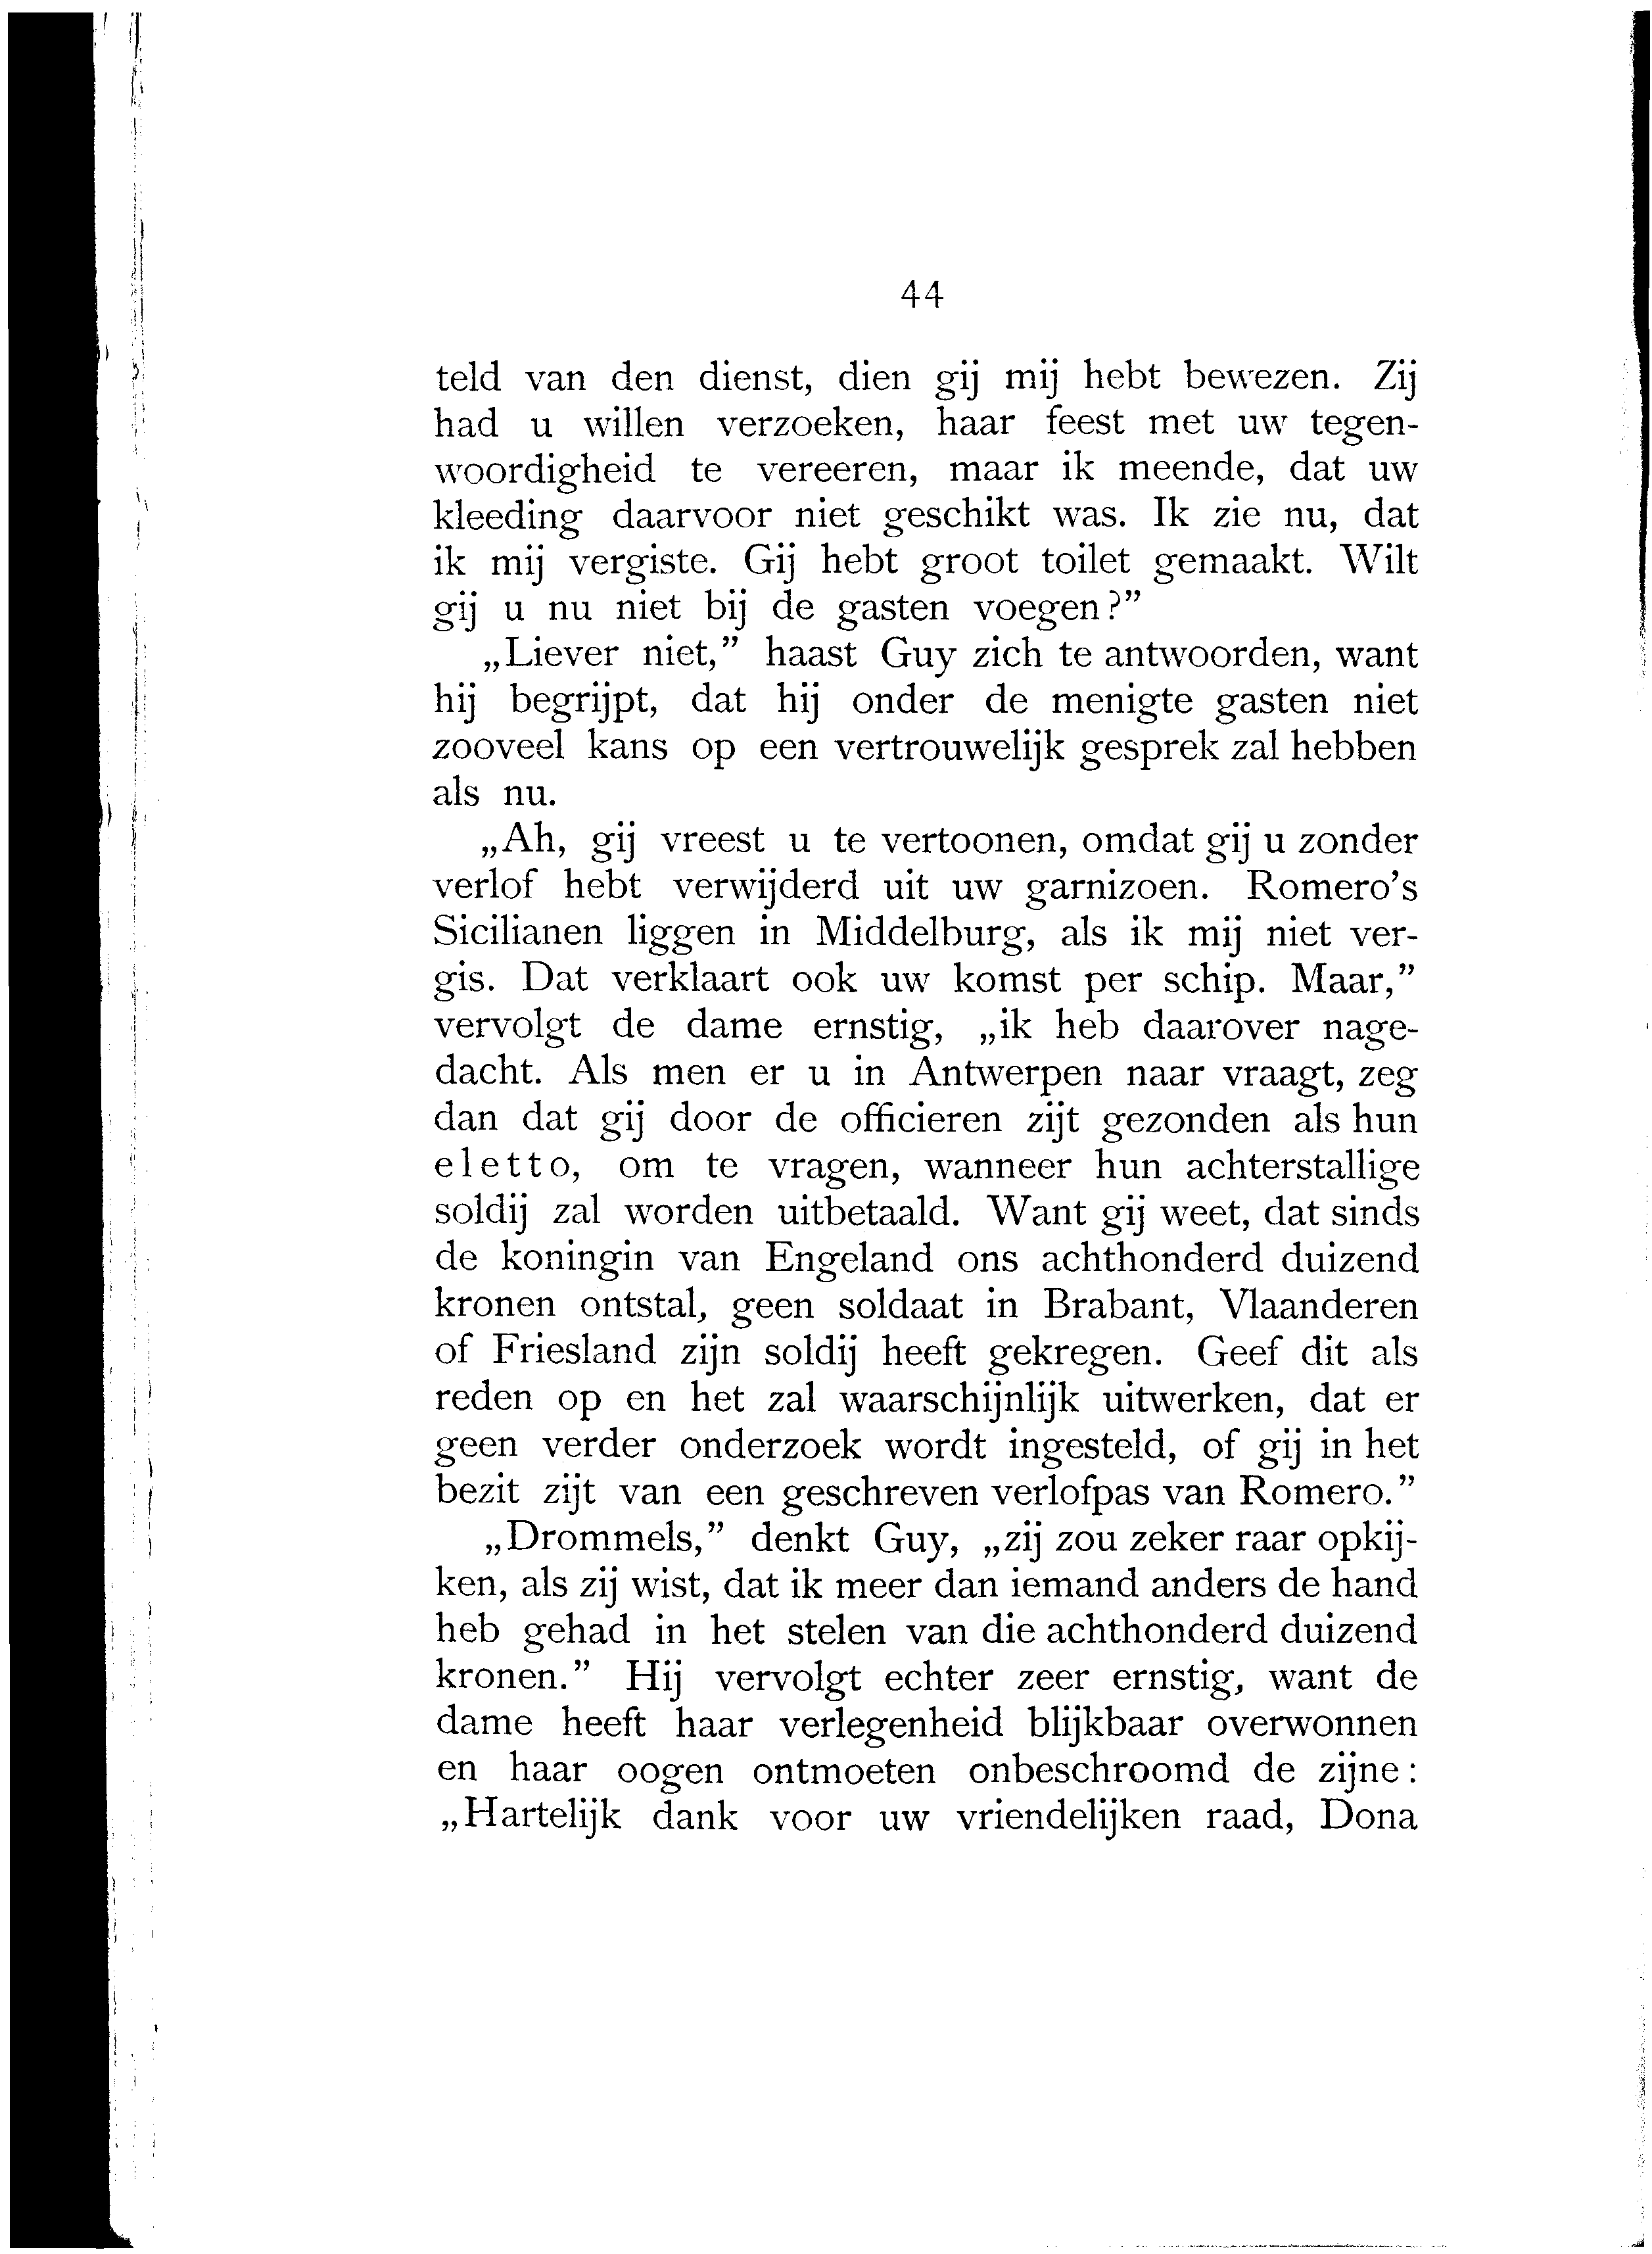 44
teld van den dienst, dien gij mij hebt bewezen. Zij
had u willen verzoeken, haar feest met uw tegen-
woordigheid te vereeren, maar ik meende, dat uw
kleeding daarvoor niet geschikt was. Ik zie nu, dat
ik mij vergiste. Gij hebt groot toilet gemaakt. Wilt
gij u nu niet bij de gasten voegen?”
„Liever niet,” haast Guy zich te antwoorden, want
hij begrijpt, dat hij onder de menigte gasten niet
zooveel kans op een vertrouwelijk gesprek zal hebben
als nu.
„Ah, gij vreest u te vertoonen, omdat gij u zonder
verlof hebt verwijderd uit uw garnizoen. Romero’s
Sicilianen liggen in Middelburg, als ik mij niet ver-
gis. Dat verklaart ook uw komst per schip. Maar,”
vervolgt de dame ernstig, „ik heb daarover nage-
dacht. Als men er u in Antwerpen naar vraagt, zeg
dan dat gij door de officieren zijt gezonden als hun
eletto, om te vragen, wanneer hun achterstallige
soldij zal worden uitbetaald. Want gij weet, dat sinds
de koningin van Engeland ons achthonderd duizend
kronen ontstal, geen soldaat in Brabant, Vlaanderen
of Friesland zijn soldij heeft gekregen. Geef dit als
reden op en het zal waarschijnlijk uitwerken, dat er
geen verder onderzoek wordt ingesteld, of gij in het
bezit zijt van een geschreven verlofpas van Romero.”
„Drommels,” denkt Guy, „zij zou zeker raar opkij-
ken, als zij wist, dat ik meer dan iemand anders de hand
heb gehad in het stelen van die achthonderd duizend
kronen.” Hij vervolgt echter zeer ernstig, want de
dame heeft haar verlegenheid blijkbaar overwonnen
en haar oogen ontmoeten onbeschroomd de zijne:
„Hartelijk dank voor uw vriendelijken raad, Dona